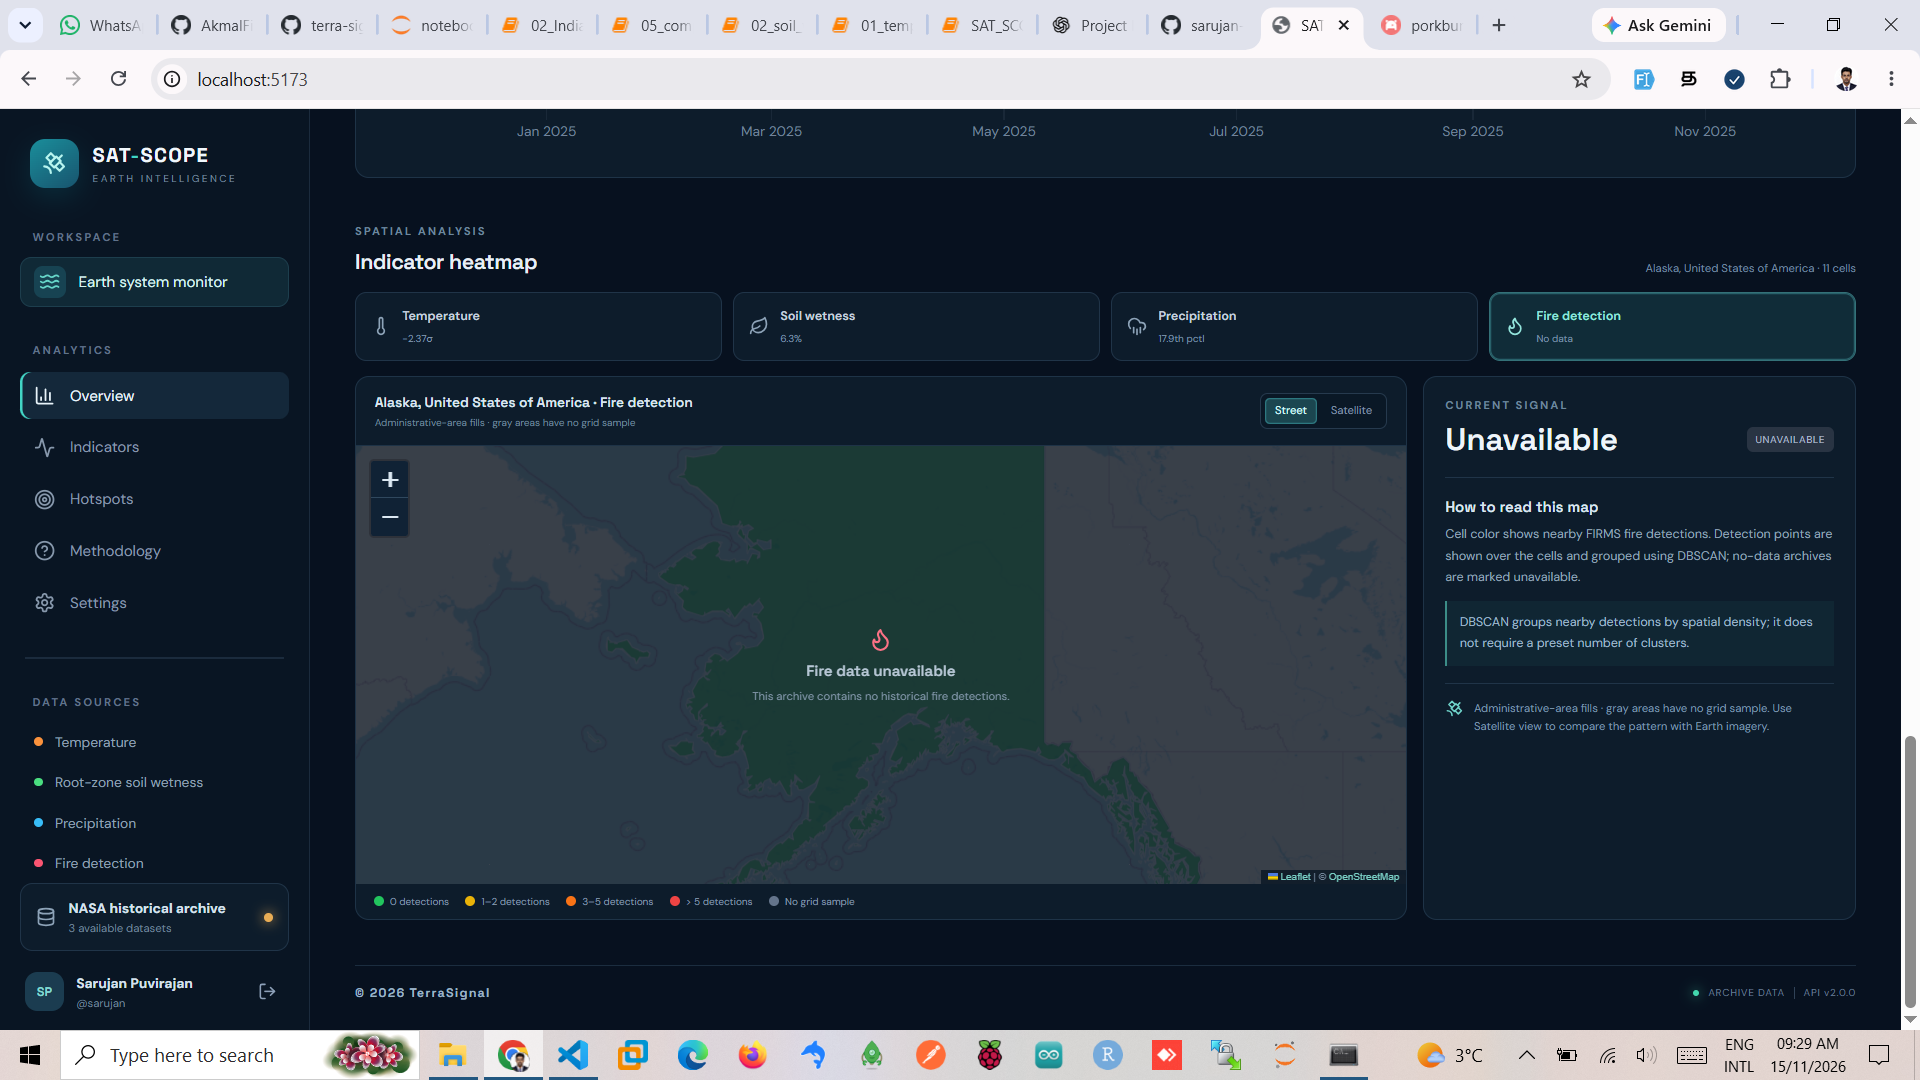 WhatsA
AkmalF
terra-sig
noteboo
02_India
05_com
02_soil_
01_temp
SAT_SCO
Project
sarujan-
SAT
porkbun
Ask Gemini
localhost:5173
SAT-SCOPE
EARTH INTELLIGENCE
WORKSPACE
Earth system monitor
ANALYTICS
Overview
Indicators
Hotspots
Methodology
Settings
DATA SOURCES
Temperature
Root-zone soil wetness
Precipitation
Fire detection
NASA historical archive
3 available datasets
SP
Sarujan Puvirajan
@sarujan
Jan 2025
Mar 2025
May 2025
Jul 2025
Sep 2025
Nov 2025
SPATIAL ANALYSIS
Indicator heatmap
Alaska, United States of America · 11 cells
Temperature
-2.37σ
Soil wetness
6.3%
Precipitation
17.9th pctl
Fire detection
No data
Alaska, United States of America · Fire detection
Administrative-area fills · gray areas have no grid sample
Street
Satellite
+
−
Fire data unavailable
This archive contains no historical fire detections.
Leaflet | © OpenStreetMap
0 detections
1–2 detections
3–5 detections
> 5 detections
No grid sample
CURRENT SIGNAL
Unavailable
UNAVAILABLE
How to read this map
Cell color shows nearby FIRMS fire detections. Detection points are
shown over the cells and grouped using DBSCAN; no-data archives
are marked unavailable.
DBSCAN groups nearby detections by spatial density; it does
not require a preset number of clusters.
Administrative-area fills · gray areas have no grid sample. Use
Satellite view to compare the pattern with Earth imagery.
© 2026 TerraSignal
ARCHIVE DATA
API v2.0.0
Type here to search
3°C
ENG
INTL
09:29 AM
15/11/2026